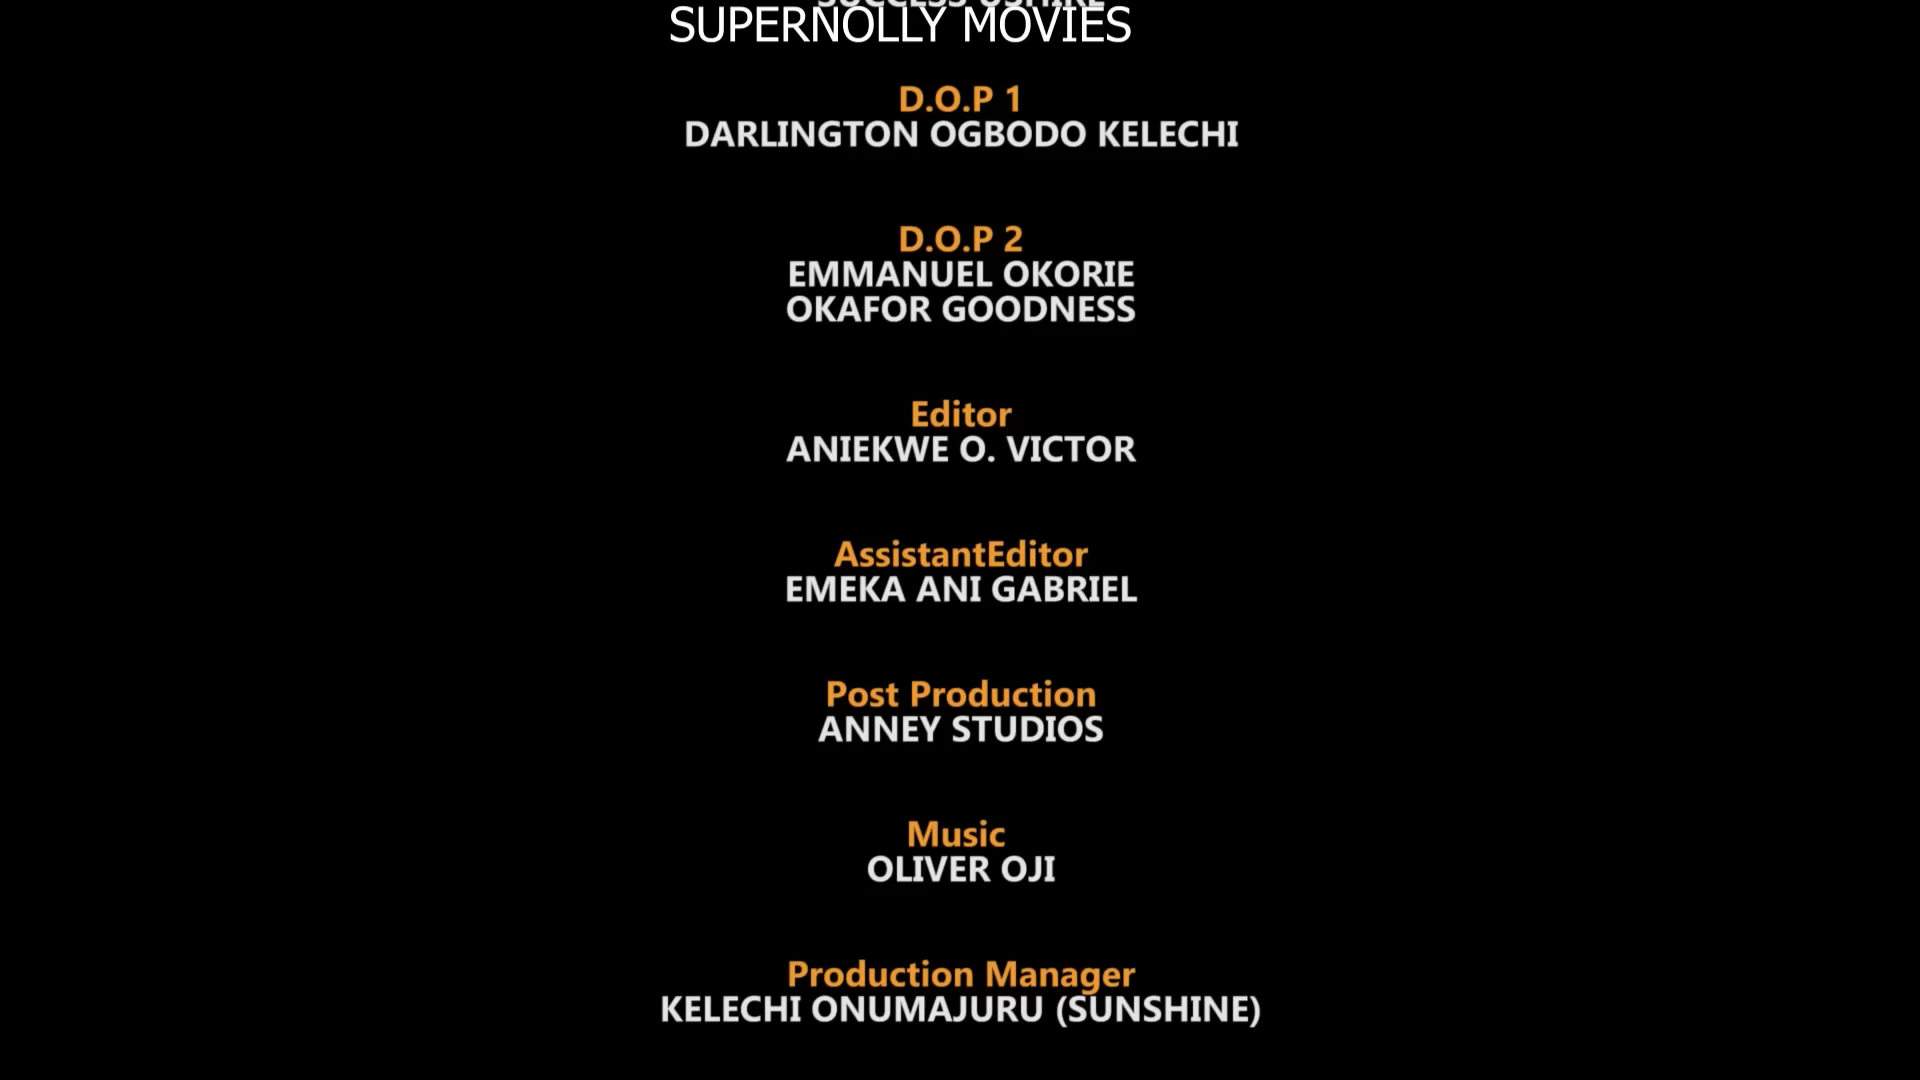 SUPERNOLLY MOVIES
D.O.P 1
DARLINGTON OGBODO KELECHI
D.O.P 2
EMMANUEL OKORIE
OKAFOR GOODNESS
Editor
ANIEKWE O. VICTOR
AssistantEditor
EMEKA ANI GABRIEL
Post Production
ANNEY STUDIOS
Music
OLIVER OJI
Production Manager
KELECHI ONUMAJURU (SUNSHINE)